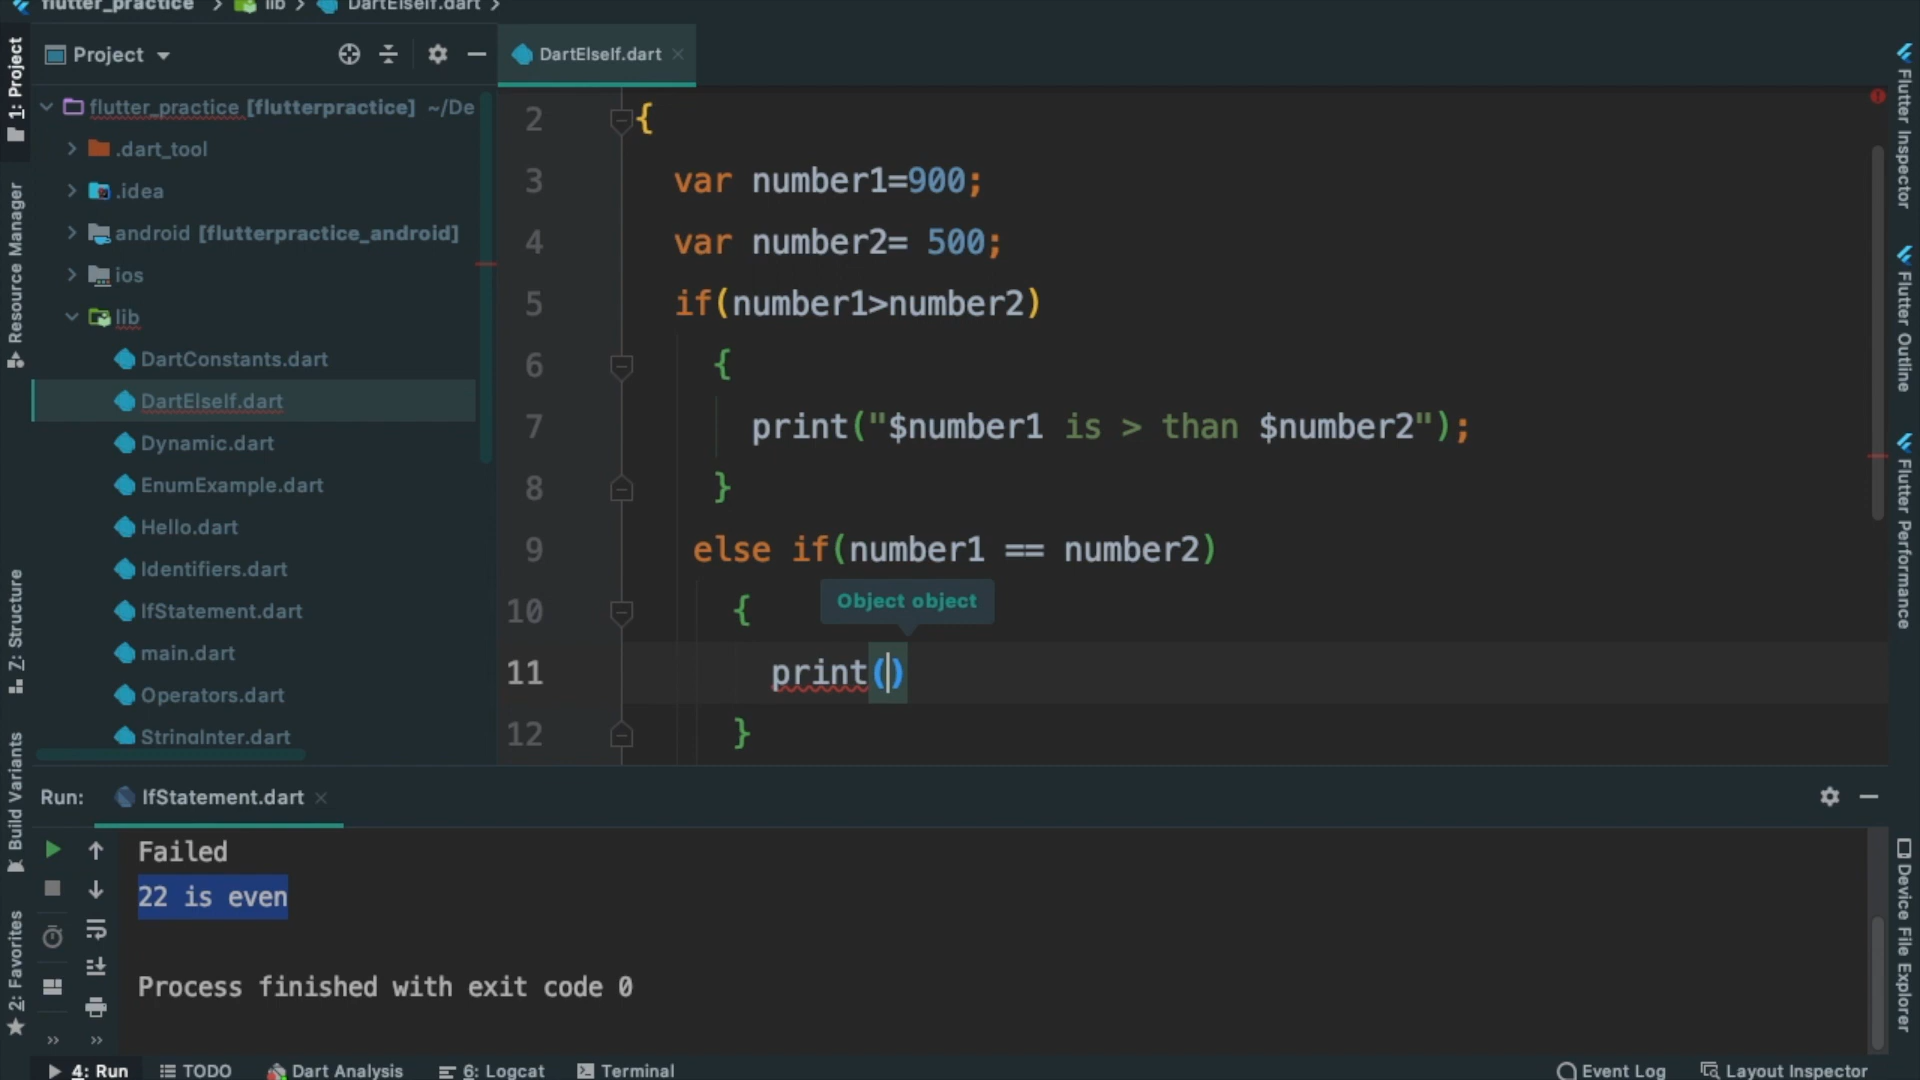 flutter_practice > lib > DartElself.dart >
1: Project
Resource Manager
7: Structure
Build Variants
2: Favorites
Project
flutter_practice [flutterpractice] ~/De
.dart_tool
.idea
android [flutterpractice_android]
ios
lib
DartConstants.dart
DartElself.dart
Dynamic.dart
EnumExample.dart
Hello.dart
Identifiers.dart
IfStatement.dart
main.dart
Operators.dart
StringInter.dart
DartElself.dart
2 {
3 var number1=900;
4 var number2= 500;
5 if(number1>number2)
6 {
7 print("$number1 is > than $number2");
8 }
9 else if(number1 == number2)
10 {
Object object
11 print()
12 }
Flutter Inspector
Flutter Outline
Flutter Performance
Device File Explorer
Run: IfStatement.dart
Failed
22 is even
Process finished with exit code 0
4: Run TODO Dart Analysis 6: Logcat Terminal Event Log Layout Inspector